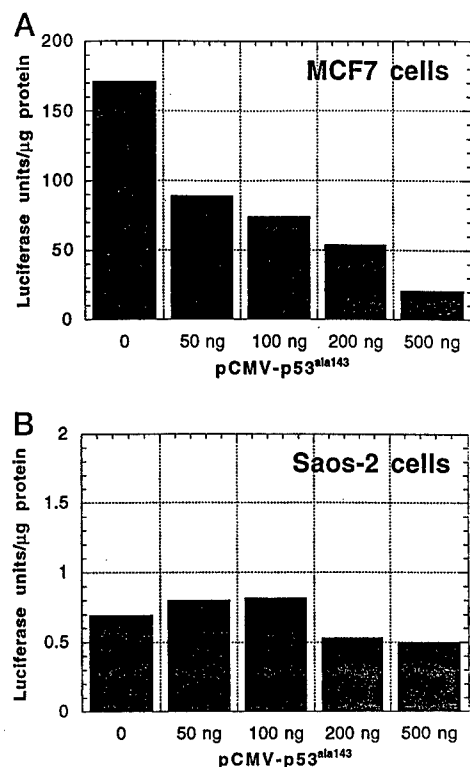 A
MCF7 cells
Luciferase units/µg protein
200
150
100
50
0
0 50 ng 100 ng 200 ng 500 ng
pCMV-p53ala143
B
Saos-2 cells
Luciferase units/µg protein
2
1.5
1
0.5
0
0 50 ng 100 ng 200 ng 500 ng
pCMV-p53ala143